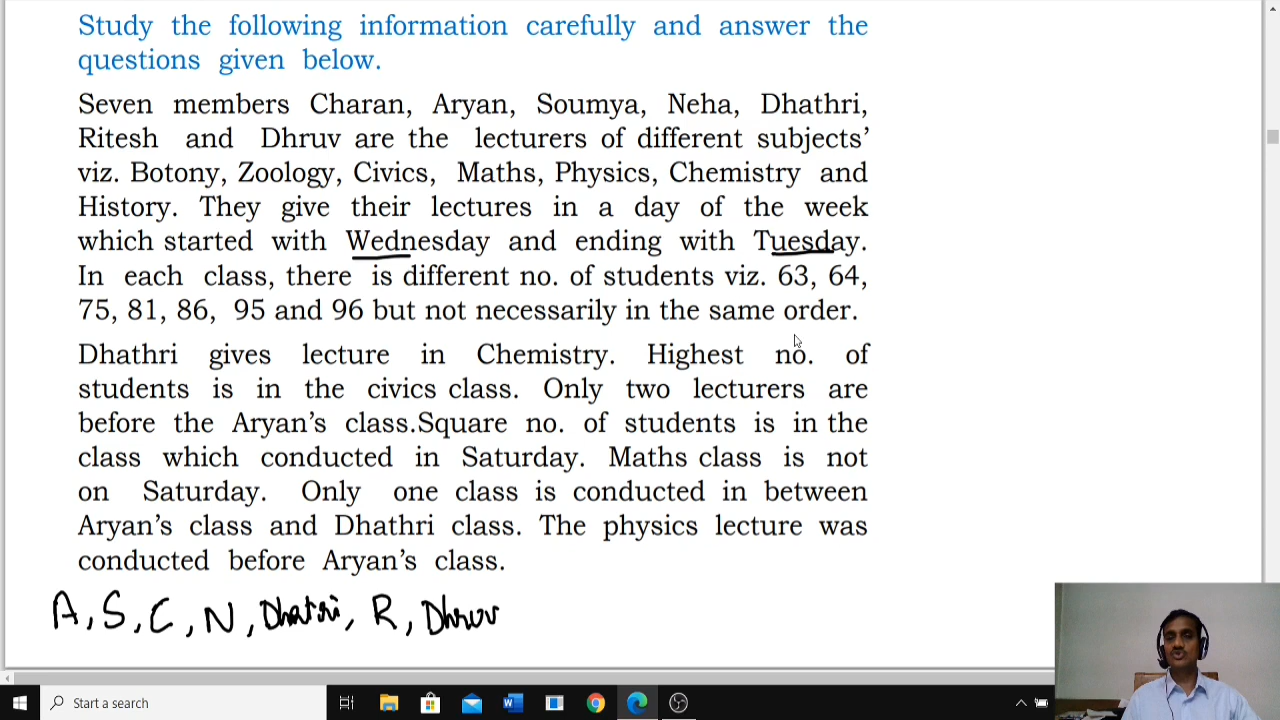 Study the following information carefully and answer the
questions given below.
Seven members Charan, Aryan, Soumya, Neha, Dhathri,
Ritesh and Dhruv are the lecturers of different subjects’
viz. Botony, Zoology, Civics, Maths, Physics, Chemistry and
History. They give their lectures in a day of the week
which started with Wednesday and ending with Tuesday.
In each class, there is different no. of students viz. 63, 64,
75, 81, 86, 95 and 96 but not necessarily in the same order.
Dhathri gives lecture in Chemistry. Highest no. of
students is in the civics class. Only two lecturers are
before the Aryan’s class.Square no. of students is in the
class which conducted in Saturday. Maths class is not
on Saturday. Only one class is conducted in between
Aryan’s class and Dhathri class. The physics lecture was
conducted before Aryan’s class.
A, S, C, N, Dhathri, R, Dhruv
Start search